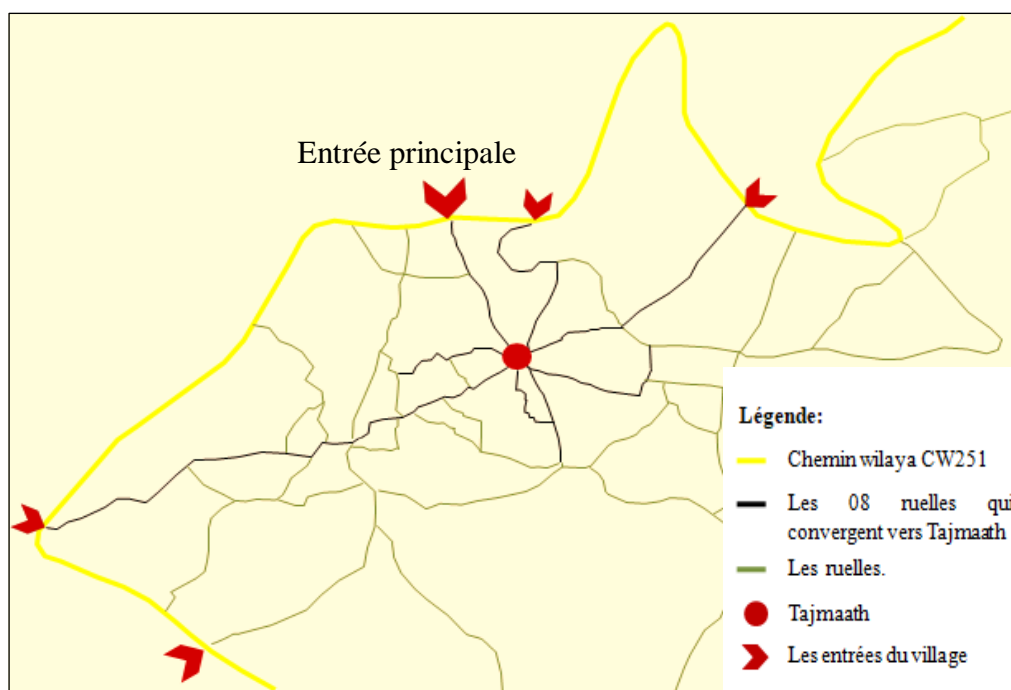 Entrée principale
Légende:
Chemin wilaya CW251
Les 08 ruelles qui
convergent vers Tajmaath
Les ruelles.
Tajmaath
Les entrées du village